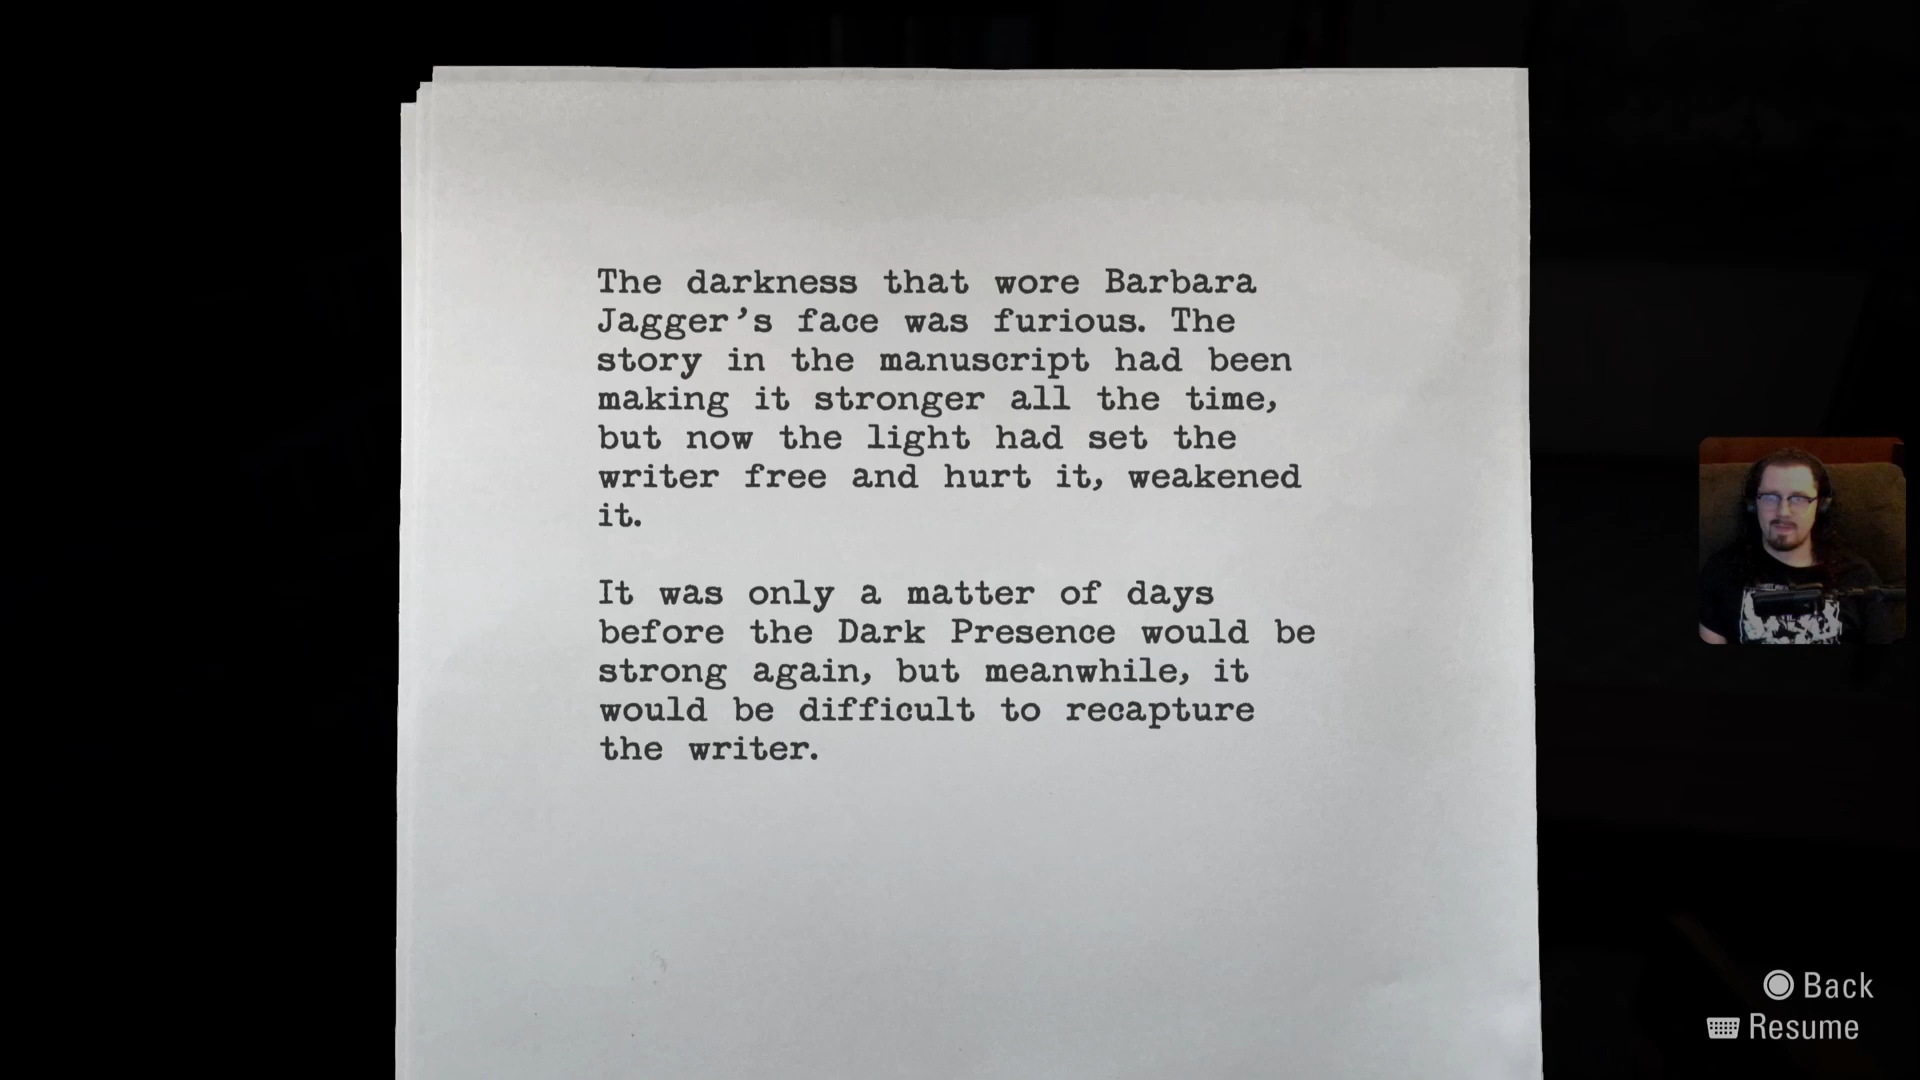 The darkness that wore Barbara
Jagger's face was furious. The
story in the manuscript had been
making it stronger all the time,
but now the light had set the
writer free and hurt it, weakened
it.
It was only a matter of days
before the Dark Presence would be
strong again, but meanwhile, it
would be difficult to recapture
the writer.
Back
Resume